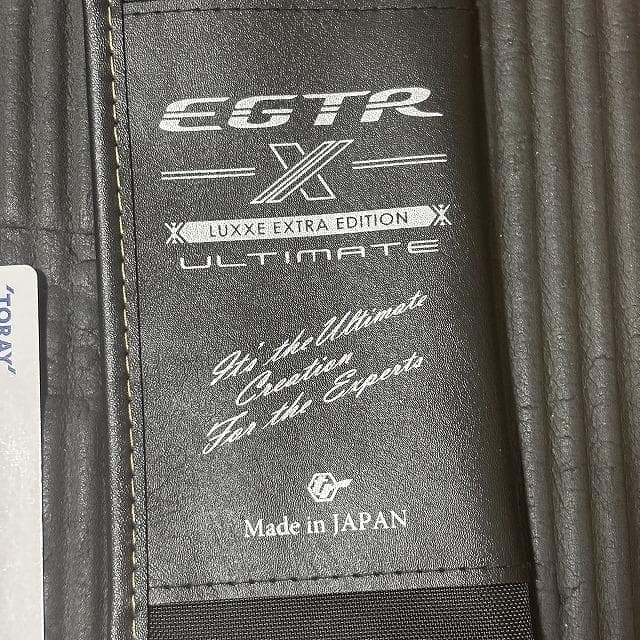 EGTR
X
LUXXE EXTRA EDITION
ULTIMATE
It's the Ultimate
Creation
For the Experts
Made in JAPAN
'TORAY'